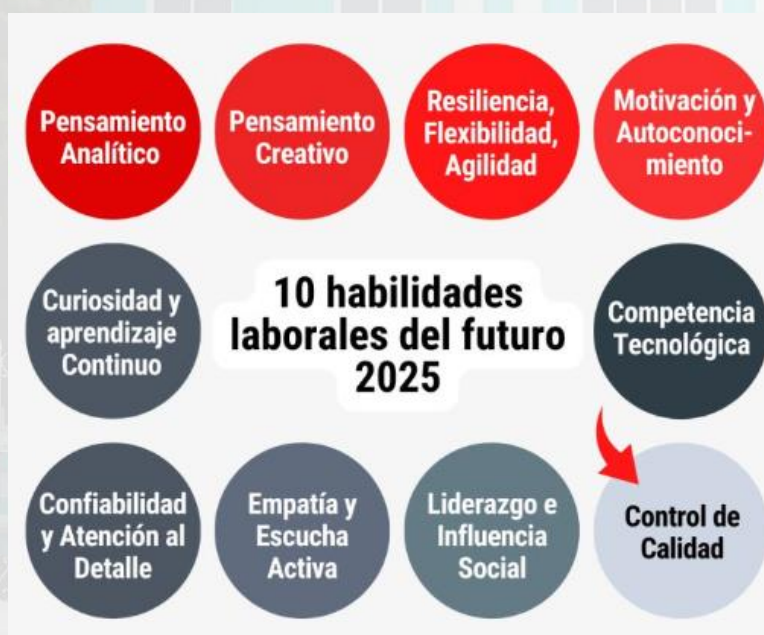 Pensamiento
Analítico
Pensamiento
Creativo
Resiliencia,
Flexibilidad,
Agilidad
Motivación y
Autoconoci-
miento
Curiosidad y
aprendizaje
Continuo
10 habilidades
laborales del futuro
2025
Competencia
Tecnológica
Confiabilidad
y Atención al
Detalle
Empatía y
Escucha
Activa
Liderazgo e
Influencia
Social
Control de
Calidad